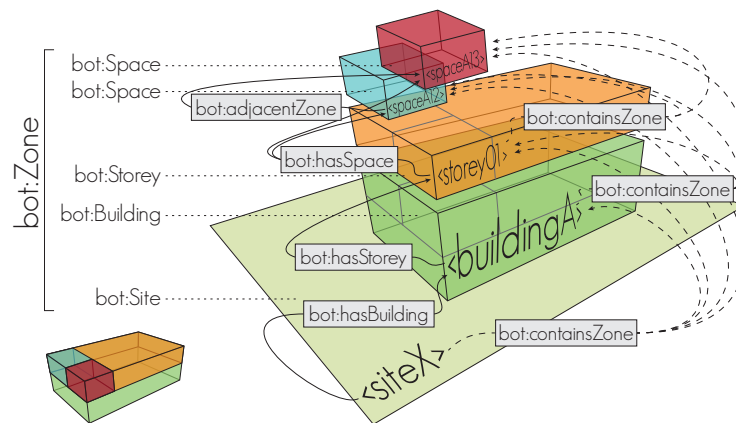 bot:Zone
bot:Space
bot:Space
bot:Storey
bot:Building
bot:Site
<spaceA13>
<spaceA12>
bot:adjacentZone
bot:containsZone
bot:hasSpace
<storey01>
bot:containsZone
<buildingA>
bot:hasStorey
bot:hasBuilding
bot:containsZone
<siteX>